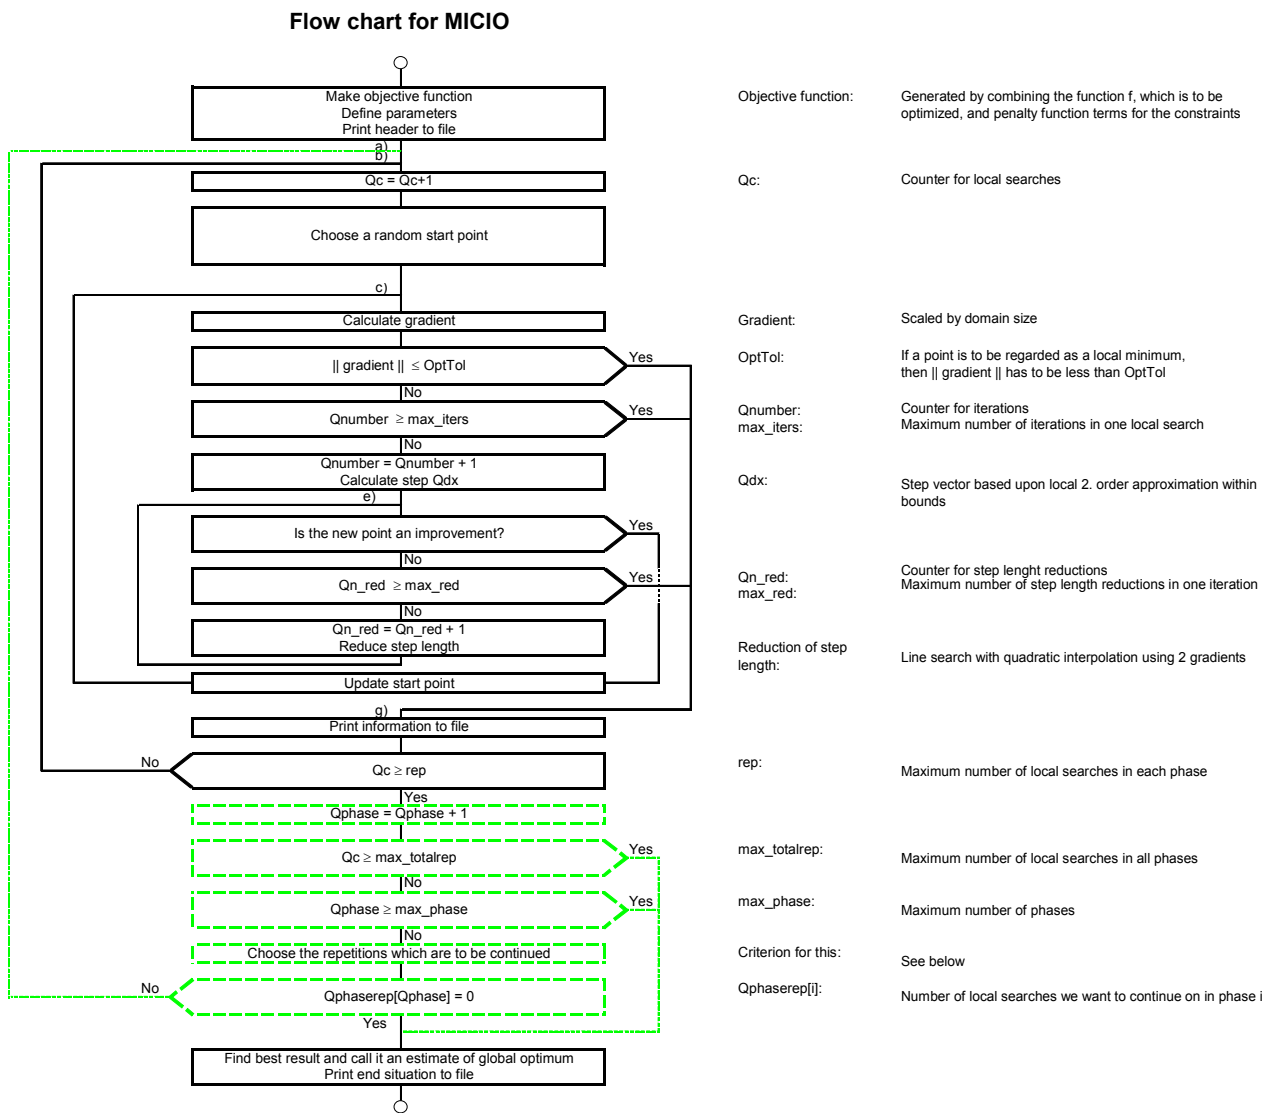 Flow chart for MICIO
Make objective function
Define parameters
Print header to file
Objective function:
Generated by combining the function f, which is to be
optimized, and penalty function terms for the constraints
a)
b)
Qc = Qc+1
Qc:
Counter for local searches
Choose a random start point
c)
Calculate gradient
Gradient:
Scaled by domain size
|| gradient || ≤ OptTol
Yes
OptTol:
If a point is to be regarded as a local minimum,
then || gradient || has to be less than OptTol
No
Qnumber ≥ max_iters
Yes
Qnumber:
max_iters:
Counter for iterations
Maximum number of iterations in one local search
No
Qnumber = Qnumber + 1
Calculate step Qdx
Qdx:
Step vector based upon local 2. order approximation within
bounds
e)
Is the new point an improvement?
Yes
No
Qn_red ≥ max_red
Yes
Qn_red:
max_red:
Counter for step lenght reductions
Maximum number of step length reductions in one iteration
No
Qn_red = Qn_red + 1
Reduce step length
Reduction of step
length:
Line search with quadratic interpolation using 2 gradients
Update start point
g)
Print information to file
No
Qc ≥ rep
rep:
Maximum number of local searches in each phase
Yes
Qphase = Qphase + 1
Qc ≥ max_totalrep
Yes
max_totalrep:
Maximum number of local searches in all phases
No
Qphase ≥ max_phase
Yes
max_phase:
Maximum number of phases
No
Choose the repetitions which are to be continued
Criterion for this:
See below
No
Qphaserep[Qphase] = 0
Qphaserep[i]:
Number of local searches we want to continue on in phase i
Yes
Find best result and call it an estimate of global optimum
Print end situation to file